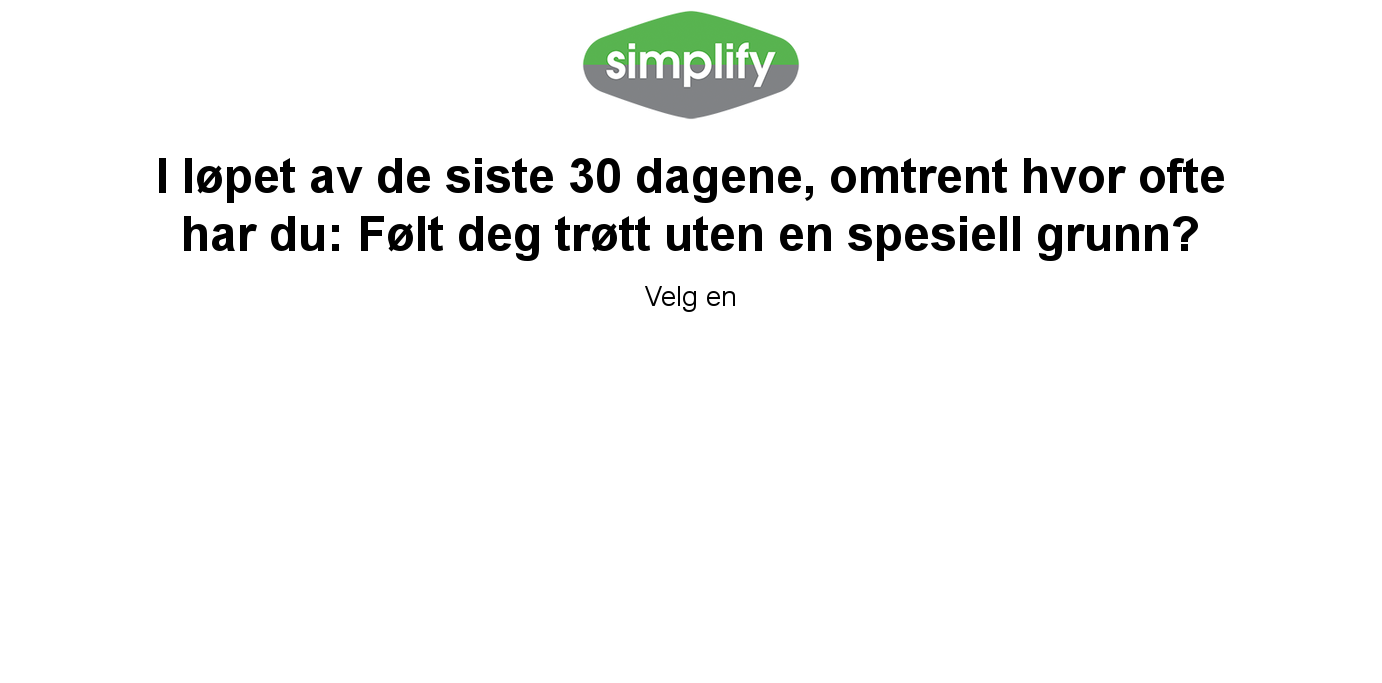 simplify
I løpet av de siste 30 dagene, omtrent hvor ofte
har du: Følt deg trøtt uten en spesiell grunn?
Velg en